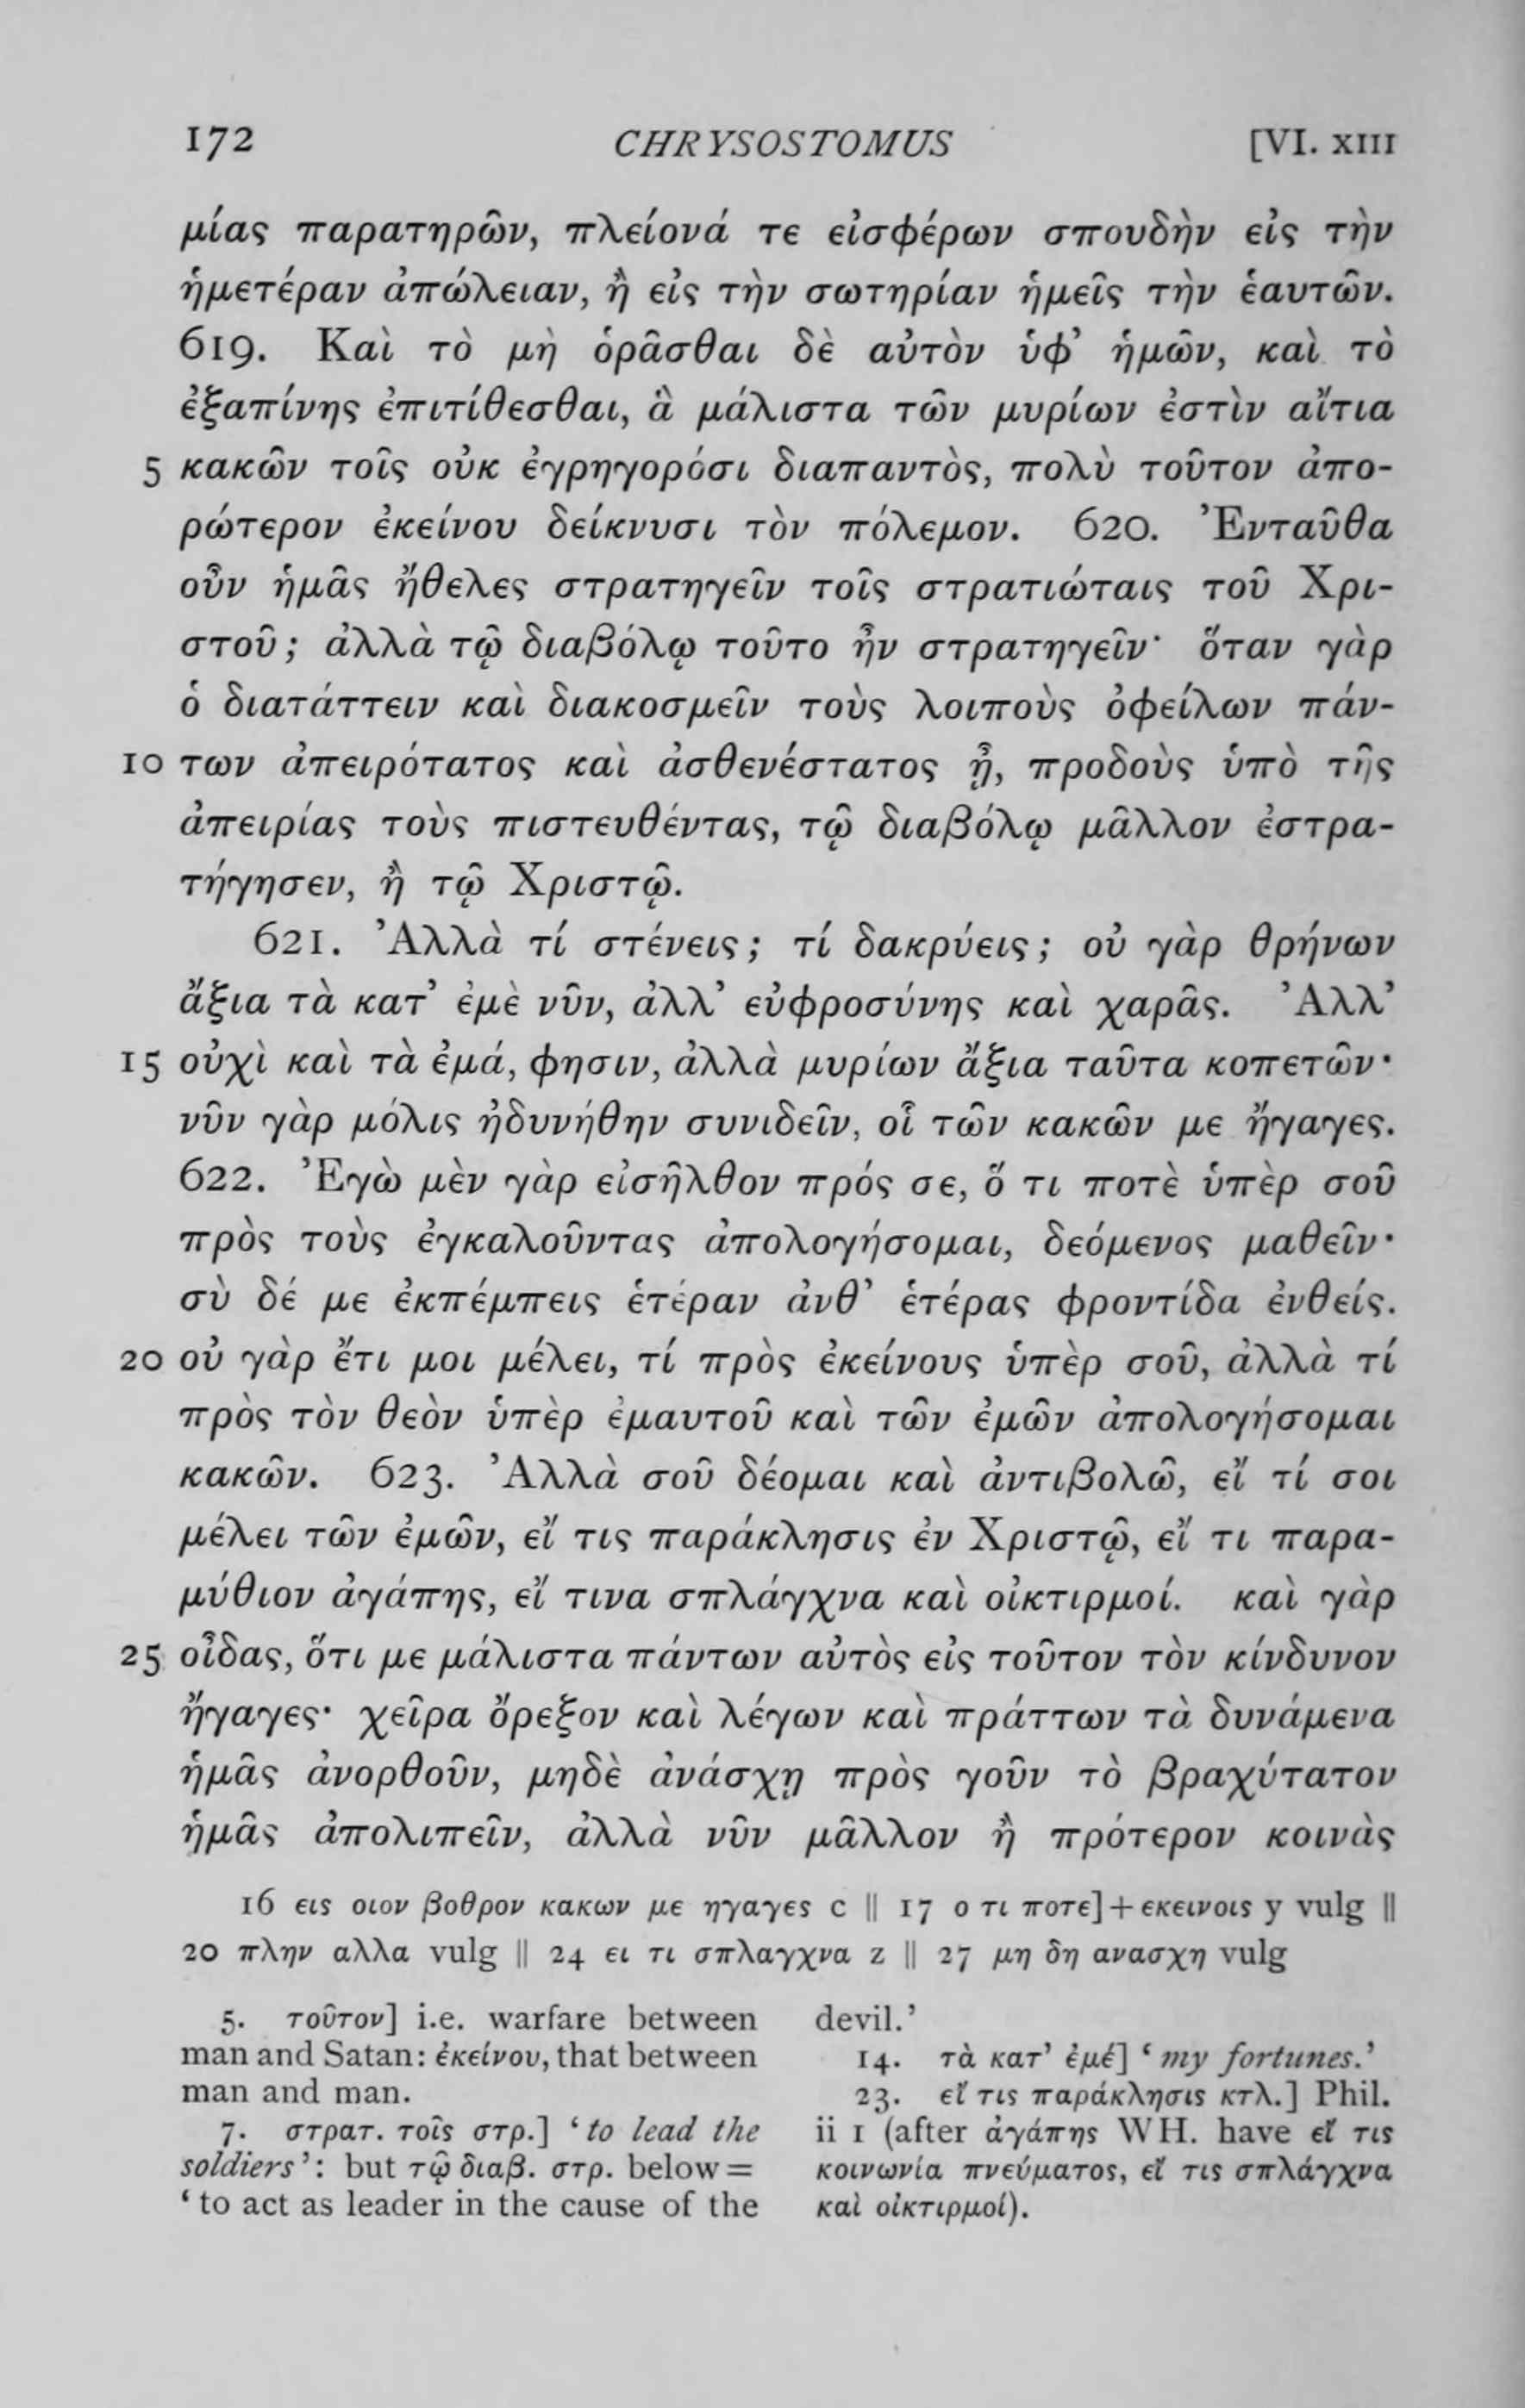 172 CHRYSOSTOMUS [VI. XIII
μίας παρατηρῶν, πλείονά τε εἰσφέρων σπουδὴν εἰς τὴν
ἡμετέραν ἀπώλειαν, ἢ εἰς τὴν σωτηρίαν ἡμεῖς τὴν ἑαυτῶν.
619. Καὶ τὸ μὴ ὁρᾶσθαι δὲ αὐτὸν ὑφ’ ἡμῶν, καὶ τὸ
ἐξαπίνης ἐπιτίθεσθαι, ἃ μάλιστα τῶν μυρίων ἐστὶν αἴτια
5 κακῶν τοῖς οὐκ ἐγρηγορόσι διαπαντὸς, πολὺ τοῦτον ἀπο-
ρώτερον ἐκείνου δείκνυσι τὸν πόλεμον. 620. Ἐνταῦθα
οὖν ἡμᾶς ἤθελες στρατηγεῖν τοῖς στρατιώταις τοῦ Χρι-
στοῦ; ἀλλὰ τῷ διαβόλῳ τοῦτο ἦν στρατηγεῖν· ὅταν γὰρ
ὁ διατάττειν καὶ διακοσμεῖν τοὺς λοιποὺς ὀφείλων πάν-
10 των ἀπειρότατος καὶ ἀσθενέστατος ᾖ, προδοὺς ὑπὸ τῆς
ἀπειρίας τοὺς πιστευθέντας, τῷ διαβόλῳ μᾶλλον ἐστρα-
τήγησεν, ἢ τῷ Χριστῷ.
621. Ἀλλὰ τί στένεις; τί δακρύεις; οὐ γὰρ θρήνων
ἄξια τὰ κατ’ ἐμὲ νῦν, ἀλλ’ εὐφροσύνης καὶ χαρᾶς. Ἀλλ’
15 οὐχὶ καὶ τὰ ἐμά, φησιν, ἀλλὰ μυρίων ἄξια ταῦτα κοπετῶν·
νῦν γὰρ μόλις ἠδυνήθην συνιδεῖν, οἷ τῶν κακῶν με ἤγαγες.
622. Ἐγὼ μὲν γὰρ εἰσῆλθον πρός σε, ὅ τι ποτὲ ὑπὲρ σοῦ
πρὸς τοὺς ἐγκαλοῦντας ἀπολογήσομαι, δεόμενος μαθεῖν·
σὺ δέ με ἐκπέμπεις ἑτέραν ἀνθ’ ἑτέρας φροντίδα ἐνθείς.
20 οὐ γὰρ ἔτι μοι μέλει, τί πρὸς ἐκείνους ὑπὲρ σοῦ, ἀλλὰ τί
πρὸς τὸν θεὸν ὑπὲρ ἐμαυτοῦ καὶ τῶν ἐμῶν ἀπολογήσομαι
κακῶν. 623. Ἀλλὰ σοῦ δέομαι καὶ ἀντιβολῶ, εἴ τί σοι
μέλει τῶν ἐμῶν, εἴ τις παράκλησις ἐν Χριστῷ, εἴ τι παρα-
μύθιον ἀγάπης, εἴ τινα σπλάγχνα καὶ οἰκτιρμοί. καὶ γὰρ
25 οἶδας, ὅτι με μάλιστα πάντων αὐτὸς εἰς τοῦτον τὸν κίνδυνον
ἤγαγες· χεῖρα ὄρεξον καὶ λέγων καὶ πράττων τὰ δυνάμενα
ἡμᾶς ἀνορθοῦν, μηδὲ ἀνάσχῃ πρὸς γοῦν τὸ βραχύτατον
ἡμᾶς ἀπολιπεῖν, ἀλλὰ νῦν μᾶλλον ἢ πρότερον κοινὰς
16 εις οιον βοθρον κακων με ηγαγες c || 17 ο τι ποτε]+εκεινοις y vulg ||
20 πλην αλλα vulg || 24 ει τι σπλαγχνα z || 27 μη δη ανασχη vulg
5. τοῦτον] i.e. warfare between
man and Satan: ἐκείνου, that between
man and man.
7. στρατ. τοῖς στρ.] ‘to lead the
soldiers’: but τῷ διαβ. στρ. below=
‘to act as leader in the cause of the
devil.’
14. τὰ κατ’ ἐμέ] ‘my fortunes.’
23. εἴ τις παράκλησις κτλ.] Phil.
ii 1 (after ἀγάπης WH. have εἴ τις
κοινωνία πνεύματος, εἴ τις σπλάγχνα
καὶ οἰκτιρμοί).